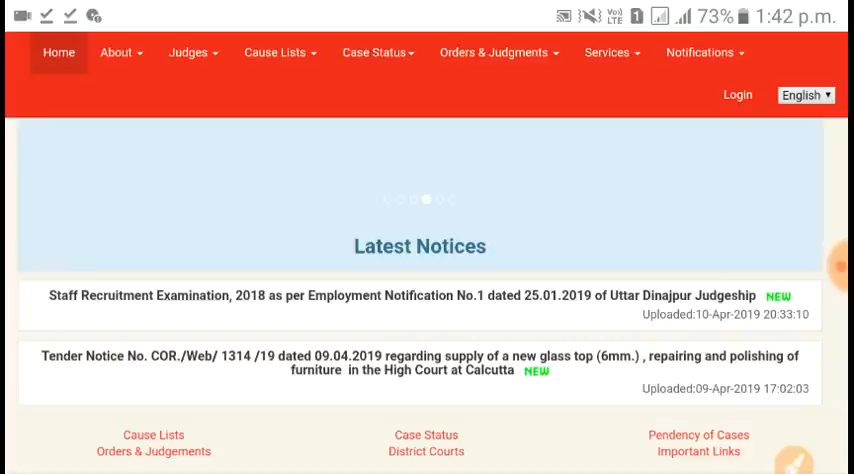 73% 1:42 p.m.
Home About Judges Cause Lists Case Status Orders & Judgments Services Notifications
Login English
Latest Notices
Staff Recruitment Examination, 2018 as per Employment Notification No.1 dated 25.01.2019 of Uttar Dinajpur Judgeship NEW
Uploaded:10-Apr-2019 20:33:10
Tender Notice No. COR./Web/ 1314 /19 dated 09.04.2019 regarding supply of a new glass top (6mm.) , repairing and polishing of
furniture in the High Court at Calcutta NEW
Uploaded:09-Apr-2019 17:02:03
Cause Lists Case Status Pendency of Cases
Orders & Judgements District Courts Important Links